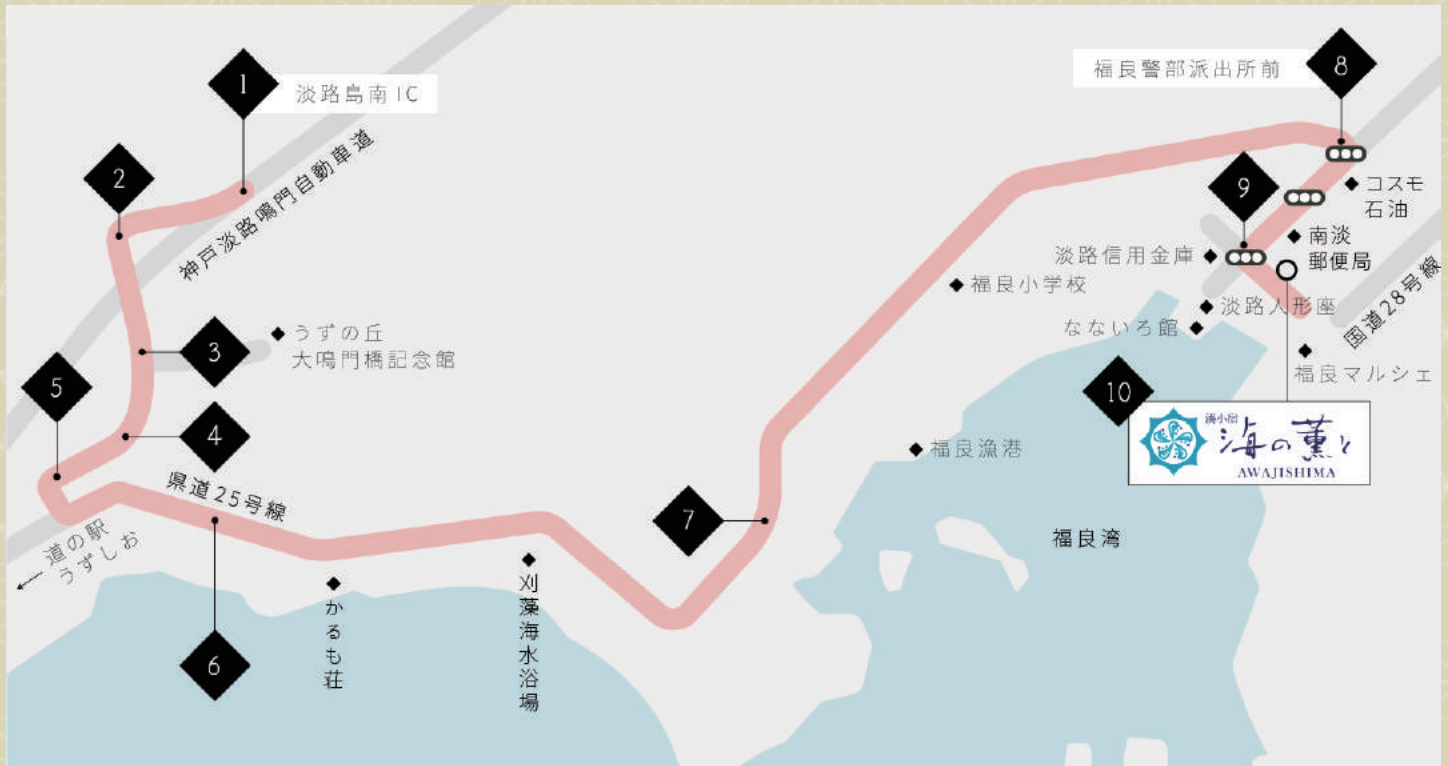 1
淡路島南IC
福良警部派出所前
8
2
神戸淡路鳴門自動車道
9
コスモ
石油
南淡
郵便局
淡路信用金庫
福良小学校
淡路人形座
なないろ館
国道28号線
3
うずの丘
大鳴門橋記念館
福良マルシェ
5
10
4
湊小宿
海の薫と
AWAJISHIMA
福良漁港
県道25号線
7
福良湾
道の駅
うずしお
かるも荘
刈藻海水浴場
6